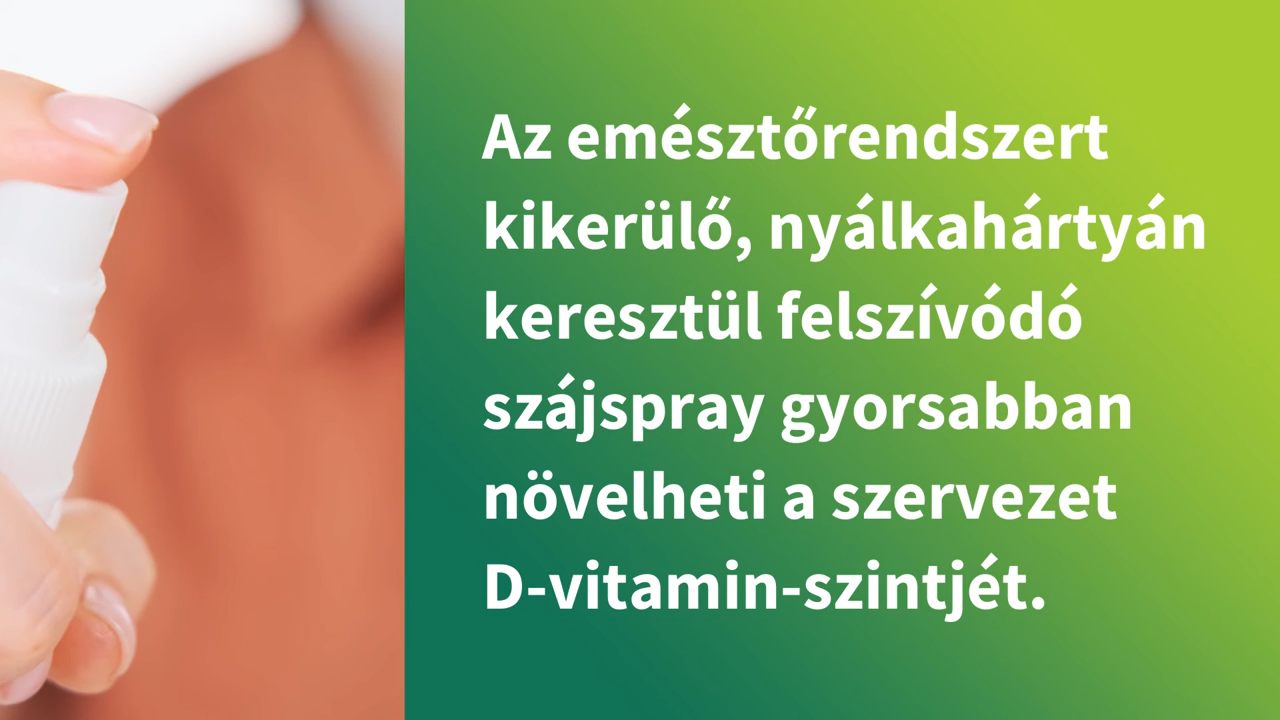 Az emésztőrendszert
kikerülő, nyálkahártyán
keresztül felszívódó
szájspray gyorsabban
növelheti a szervezet
D-vitamin-szintjét.